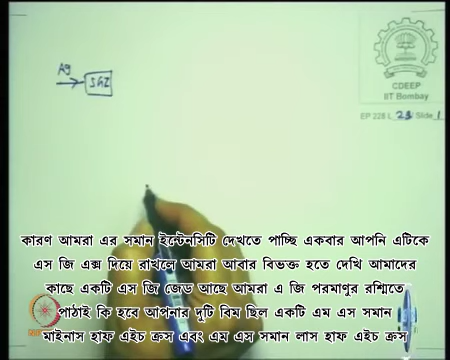 Ag
SGZ
CDEEP
IIT Bombay
EP 228 L 23 / Slide 1
কারণ আমরা এর সমান ইন্টেনসিটি দেখতে পাচ্ছি একবার আপনি এটিকে
এস জি এক্স দিয়ে রাখলে আমরা আবার বিভক্ত হতে দেখি আমাদের
কাছে একটি এস জি জেড আছে আমরা এ জি পরমাণুর রশ্মিতে
পাঠাই কি হবে আপনার দুটি বিম ছিল একটি এম এস সমান
মাইনাস হাফ এইচ ক্রস এবং এম এস সমান লাস হাফ এইচ ক্রস